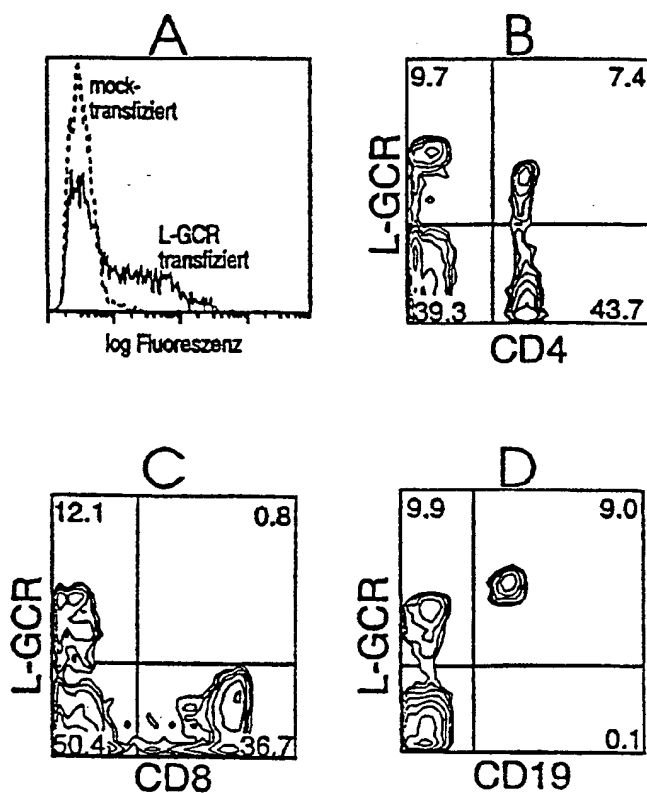 A
mock-
transfiziert
L-GCR
transfiziert
log Fluoreszenz
B
9.7
7.4
L-GCR
39.3
43.7
CD4
C
12.1
0.8
L-GCR
50.4
36.7
CD8
D
9.9
9.0
L-GCR
0.1
CD19